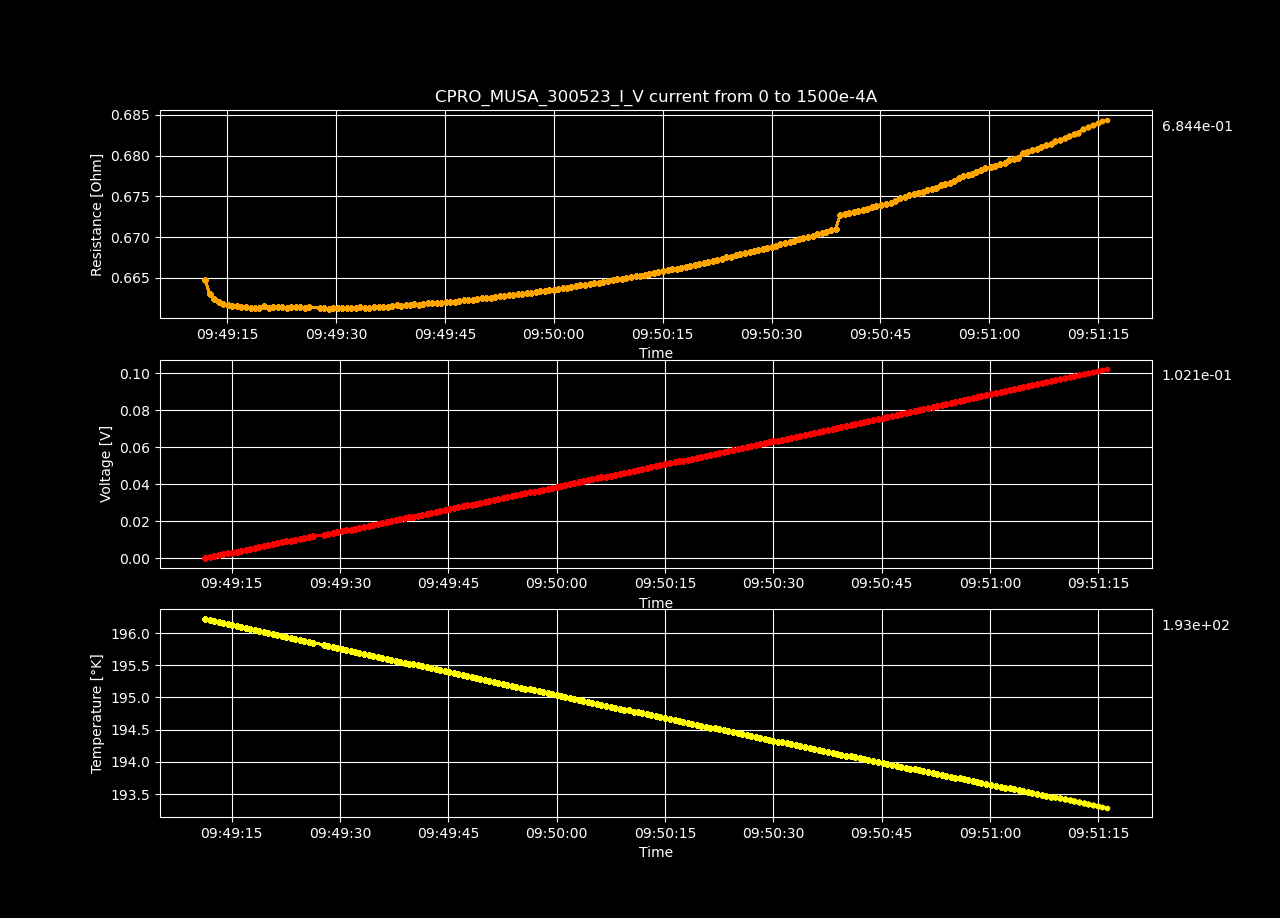 CPRO_MUSA_300523_I_V current from 0 to 1500e-4A
Resistance [Ohm]
0.685
0.680
0.675
0.670
0.665
6.844e-01
09:49:15 09:49:30 09:49:45 09:50:00 09:50:15 09:50:30 09:50:45 09:51:00 09:51:15
Time
Voltage [V]
0.10
0.08
0.06
0.04
0.02
0.00
1.021e-01
09:49:15 09:49:30 09:49:45 09:50:00 09:50:15 09:50:30 09:50:45 09:51:00 09:51:15
Time
Temperature [°K]
196.0
195.5
195.0
194.5
194.0
193.5
1.93e+02
09:49:15 09:49:30 09:49:45 09:50:00 09:50:15 09:50:30 09:50:45 09:51:00 09:51:15
Time